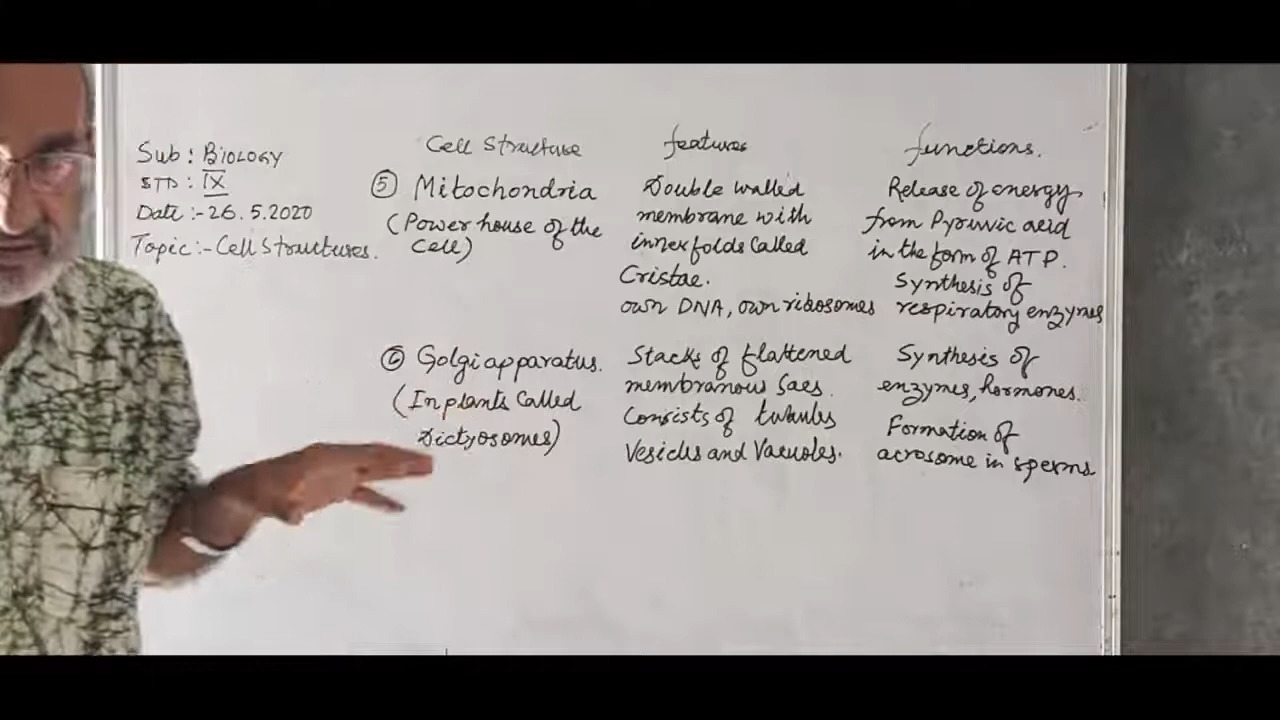 Sub : BIOLOGY
STD : IX
Date :- 26.5.2020
Topic :- Cell Structures.
Cell Structure
features
functions.
⑤ Mitochondria
(Power house of the
Cell)
Double walled
membrane with
inner folds Called
Cristae.
own DNA, own ribosomes
Release of energy
from Pyruvic acid
in the form of ATP.
Synthesis of
respiratory enzymes
⑥ Golgi apparatus.
(In plants Called
Dictyosomes)
Stacks of flattened
membranous Sacs.
Consists of tubules
Vesicles and Vacuoles.
Synthesis of
enzymes, hormones.
Formation of
acrosome in sperms